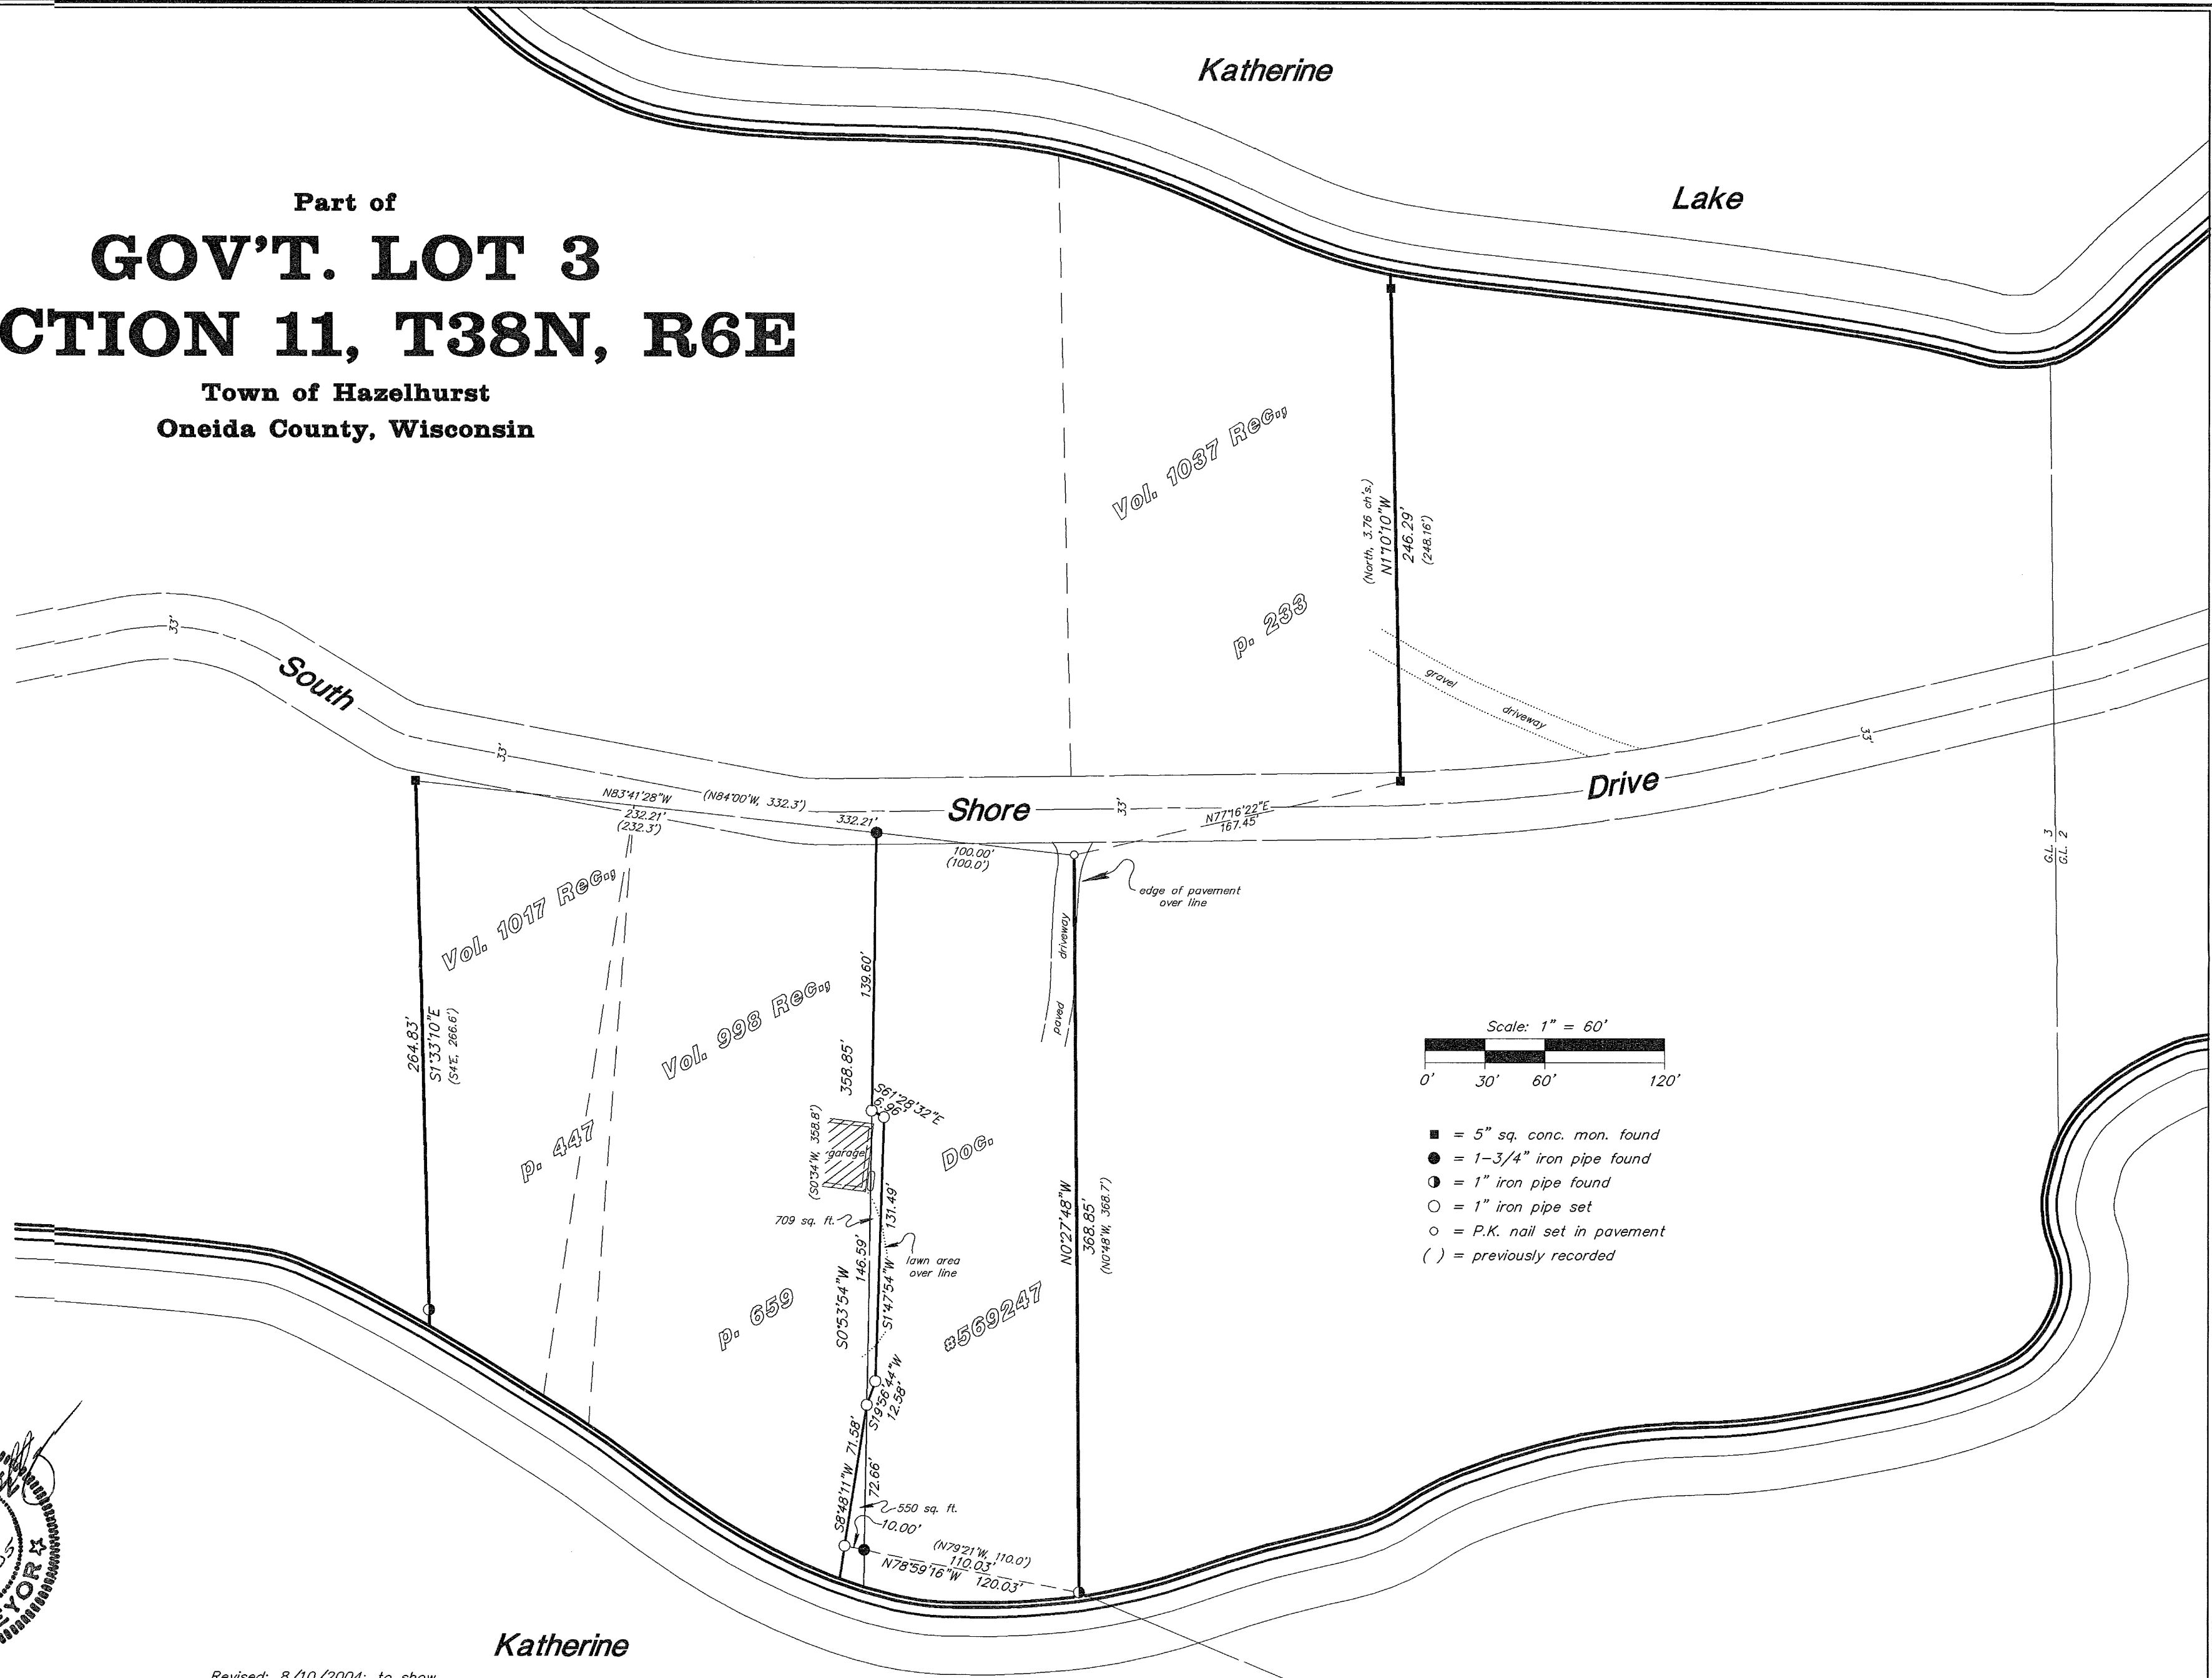 Katherine
Lake
Part of
GOV'T. LOT 3
CTION 11, T38N, R6E
Town of Hazelhurst
Oneida County, Wisconsin
Vol. 1037 Rec.,
p. 233
(North, 3.76 ch's.)
N1°10'10"W
246.29'
(248.16')
gravel
driveway
33'
South
33'
Shore
33'
Drive
33'
N83°41'28"W
(N84°00'W, 332.3')
232.21'
(232.3')
332.21'
100.00'
(100.0')
N77°16'22"E
167.45'
edge of pavement
over line
driveway
paved
G.L. 3
G.L. 2
Vol. 1017 Rec.,
p. 447
264.83'
S1°33'10"E
(S4°E, 266.6')
Vol. 998 Rec.,
p. 659
139.60'
358.85'
(S0°34'W, 358.8')
S61°28'32"E
6.96'
garage
709 sq. ft.
131.49'
146.59'
lawn area
over line
S0°53'54"W
S1°47'54"W
Doc.
#569247
N0°27'48"W
368.85'
(N0°48'W, 368.7')
S19°56'44"W
12.58'
S8°48'11"W 71.58'
72.66'
550 sq. ft.
10.00'
(N79°21'W, 110.0')
110.03'
N78°59'16"W 120.03'
Scale: 1" = 60'
0' 30' 60' 120'
= 5" sq. conc. mon. found
= 1-3/4" iron pipe found
= 1" iron pipe found
= 1" iron pipe set
= P.K. nail set in pavement
( ) = previously recorded
Katherine
Revised: 8/10/2004: to show